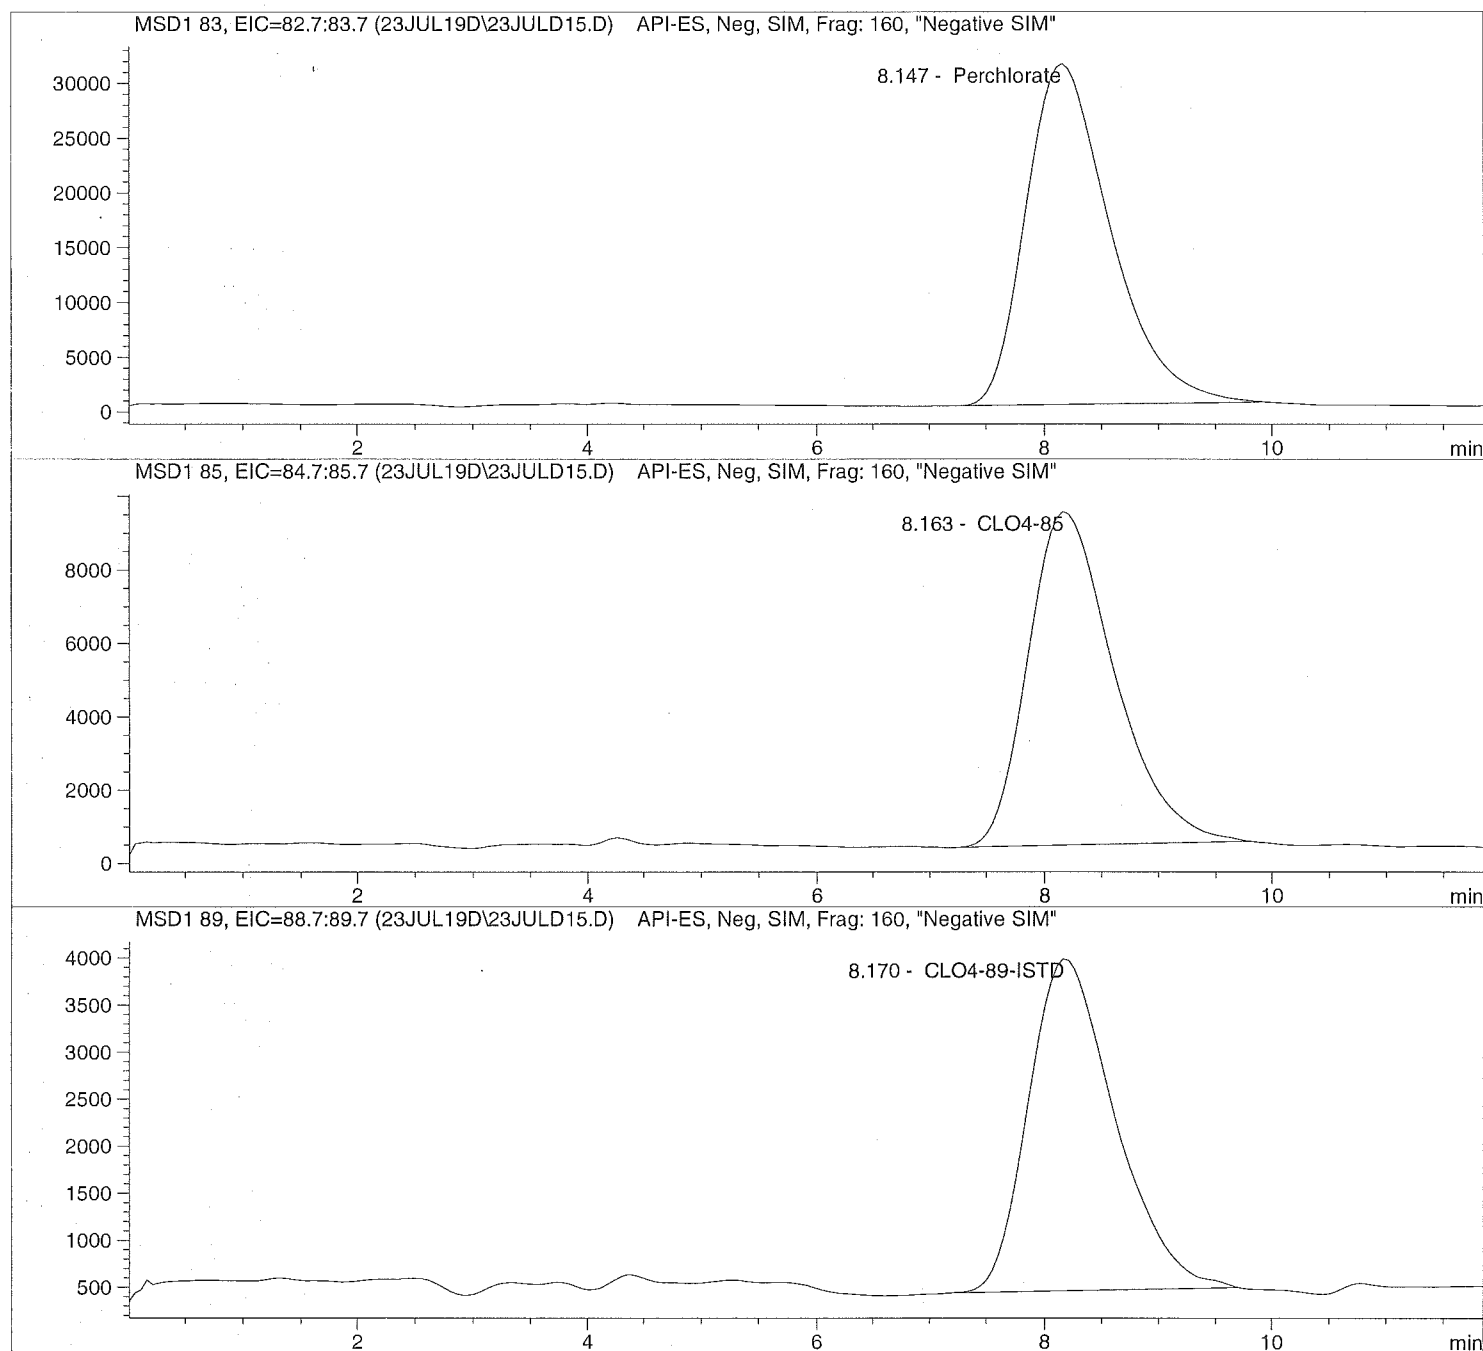 MSD1 83, EIC=82.7:83.7 (23JUL19D\23JULD15.D) API-ES, Neg, SIM, Frag: 160, "Negative SIM"
8.147 - Perchlorate
30000
25000
20000
15000
10000
5000
0
2 4 6 8 10 min
MSD1 85, EIC=84.7:85.7 (23JUL19D\23JULD15.D) API-ES, Neg, SIM, Frag: 160, "Negative SIM"
8.163 - CLO4-85
8000
6000
4000
2000
0
2 4 6 8 10 min
MSD1 89, EIC=88.7:89.7 (23JUL19D\23JULD15.D) API-ES, Neg, SIM, Frag: 160, "Negative SIM"
8.170 - CLO4-89-ISTD
4000
3500
3000
2500
2000
1500
1000
500
2 4 6 8 10 min